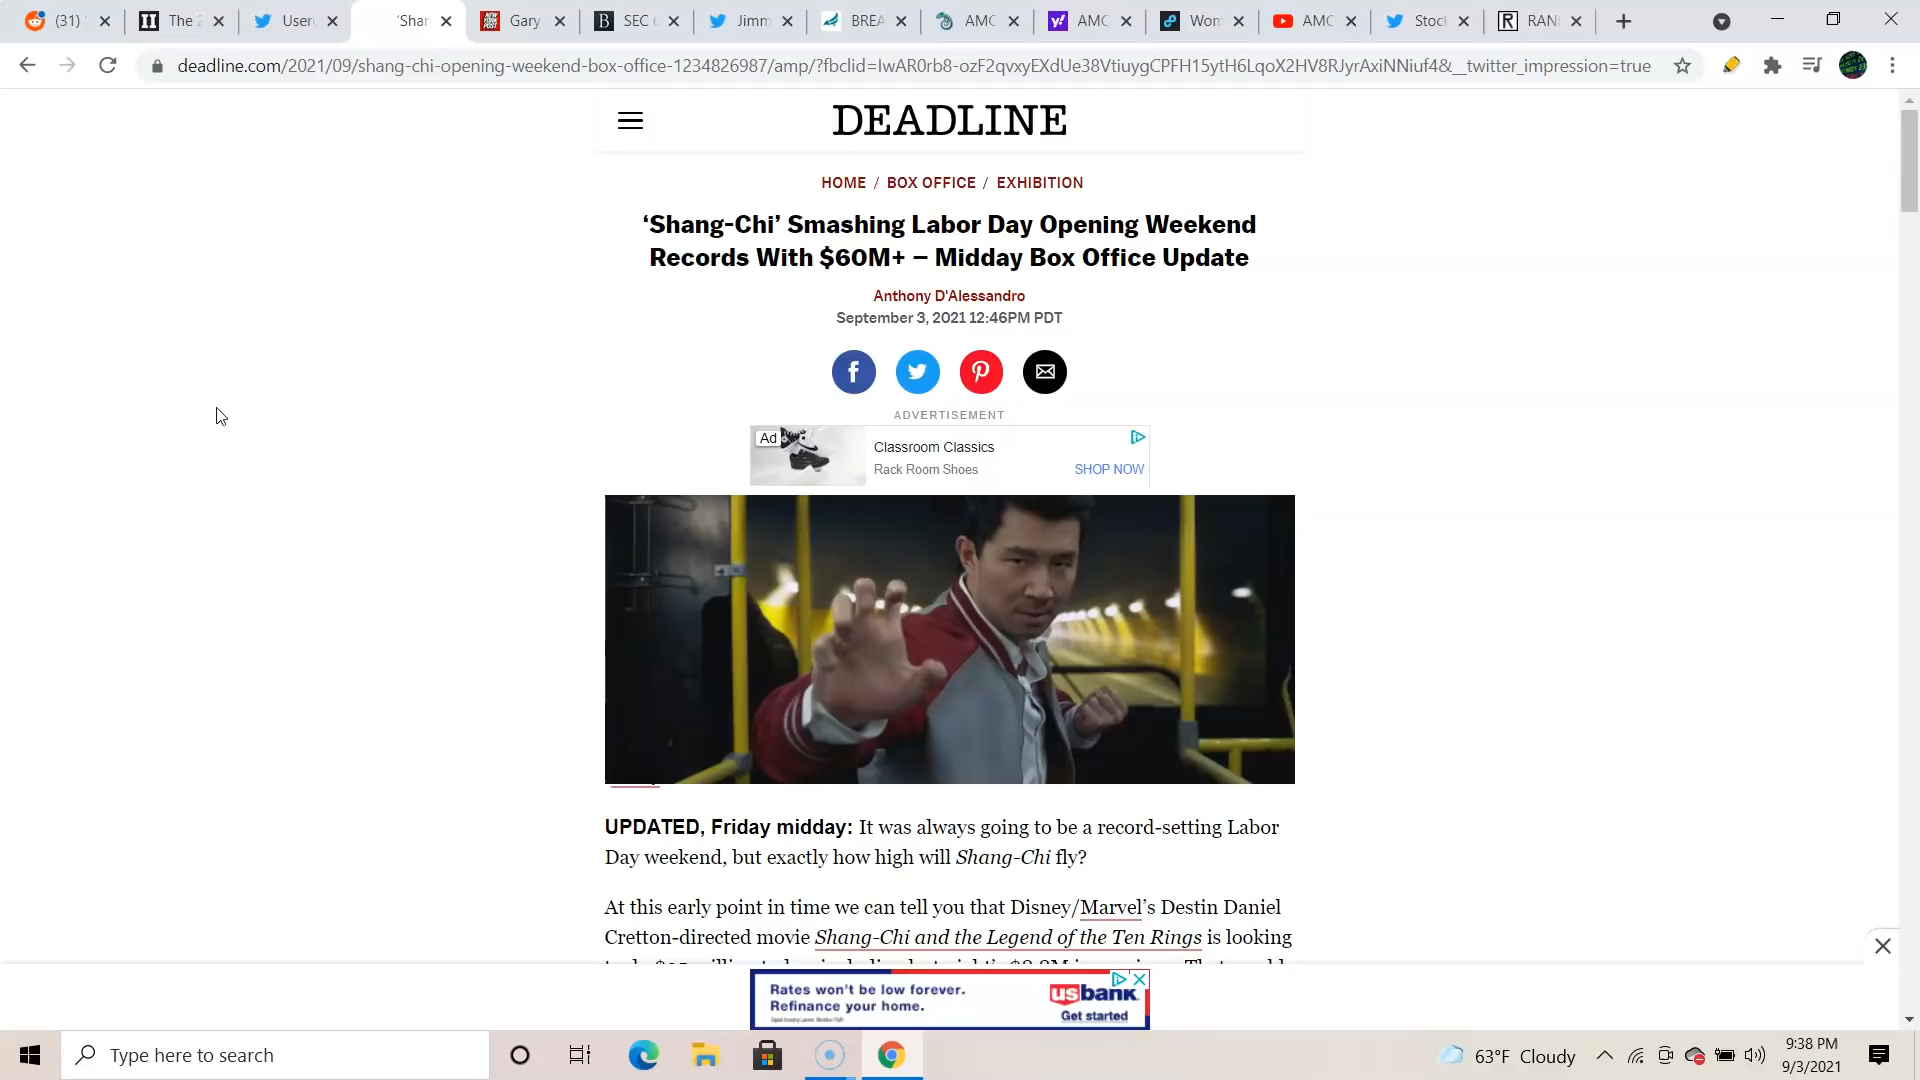 (31)
The 2
User
'Shar
Gary
SEC
Jimm
BREA
AMC
AMC
Wom
AMC
Stoc
RAN
deadline.com/2021/09/shang-chi-opening-weekend-box-office-1234826987/amp/?fbclid=IwAR0rb8-ozF2qvxyEXdUe38VtiuygCPFH15ytH6LqoX2HV8RJyrAxiNNiuf4&__twitter_impression=true
DEADLINE
HOME / BOX OFFICE / EXHIBITION
‘Shang-Chi’ Smashing Labor Day Opening Weekend
Records With $60M+ – Midday Box Office Update
Anthony D'Alessandro
September 3, 2021 12:46PM PDT
ADVERTISEMENT
Ad
Classroom Classics
Rack Room Shoes
SHOP NOW
UPDATED, Friday midday: It was always going to be a record-setting Labor
Day weekend, but exactly how high will Shang-Chi fly?
At this early point in time we can tell you that Disney/Marvel’s Destin Daniel
Cretton-directed movie Shang-Chi and the Legend of the Ten Rings is looking
Rates won't be low forever.
Refinance your home.
usbank
Get started
Type here to search
63°F Cloudy
9:38 PM
9/3/2021